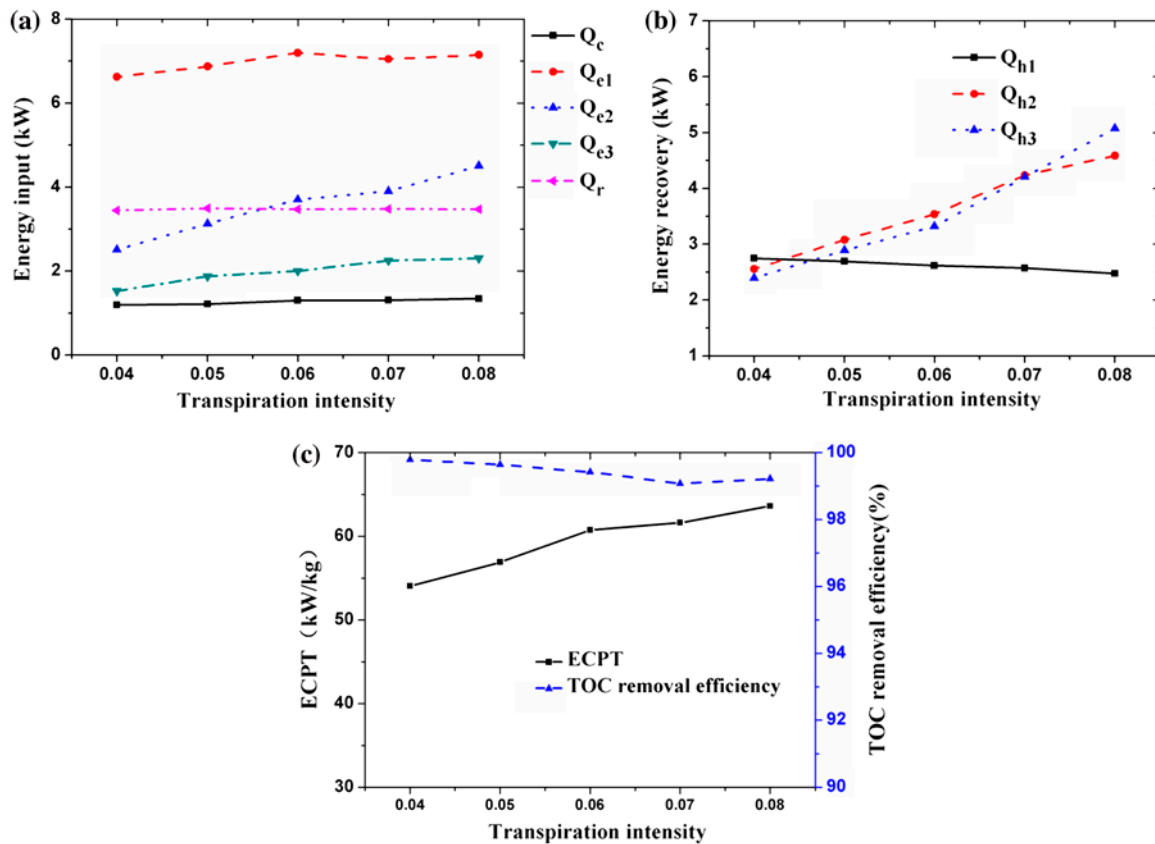 (a)
Energy input (kW)
8
6
4
2
0
0.04 0.05 0.06 0.07 0.08
Transpiration intensity
Qc
Qe1
Qe2
Qe3
Qr
(b)
Energy recovery (kW)
7
6
5
4
3
2
1
0.04 0.05 0.06 0.07 0.08
Transpiration intensity
Qh1
Qh2
Qh3
(c)
ECPT（kW/kg）
70
60
50
40
30
0.04 0.05 0.06 0.07 0.08
Transpiration intensity
ECPT
TOC removal efficiency
100
98
96
94
92
90
TOC removal efficiency(%)